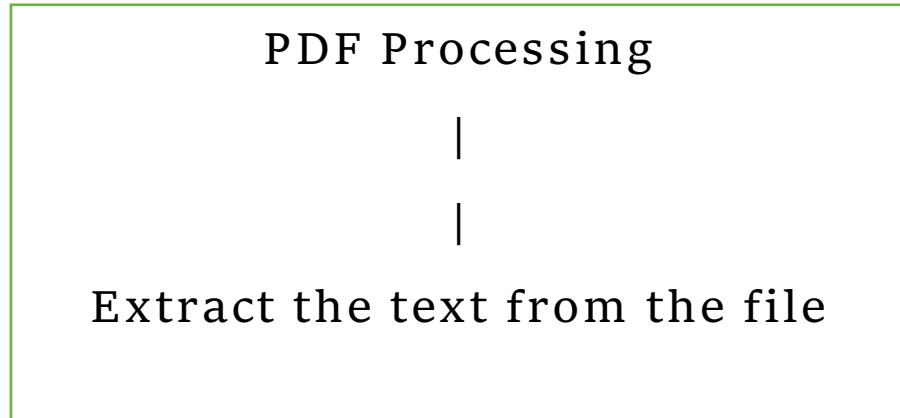 PDF Processing
|
|
Extract the text from the file